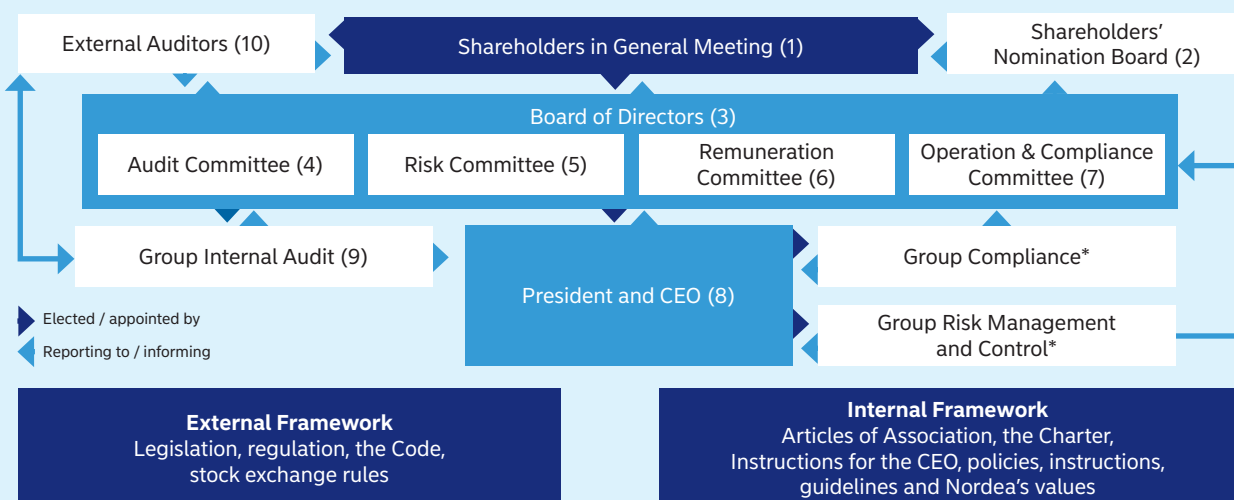 External Auditors (10)
Shareholders in General Meeting (1)
Shareholders’
Nomination Board (2)
Board of Directors (3)
Audit Committee (4)
Risk Committee (5)
Remuneration
Committee (6)
Operation & Compliance
Committee (7)
Group Internal Audit (9)
President and CEO (8)
Group Compliance*
Group Risk Management
and Control*
Elected / appointed by
Reporting to / informing
External Framework
Legislation, regulation, the Code,
stock exchange rules
Internal Framework
Articles of Association, the Charter,
Instructions for the CEO, policies, instructions,
guidelines and Nordea’s values